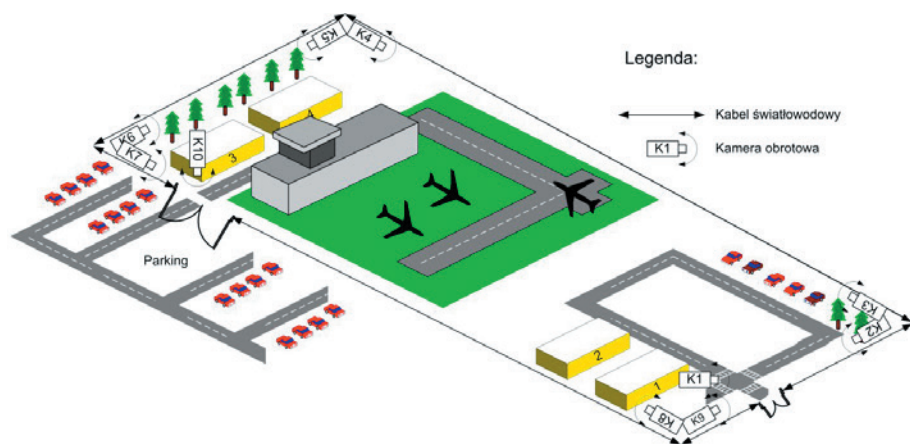 K5
K4
Legenda:
Kabel światłowodowy
K1
Kamera obrotowa
K6
K7
K10
3
4
Parking
K3
K2
2
1
K1
K8
K9